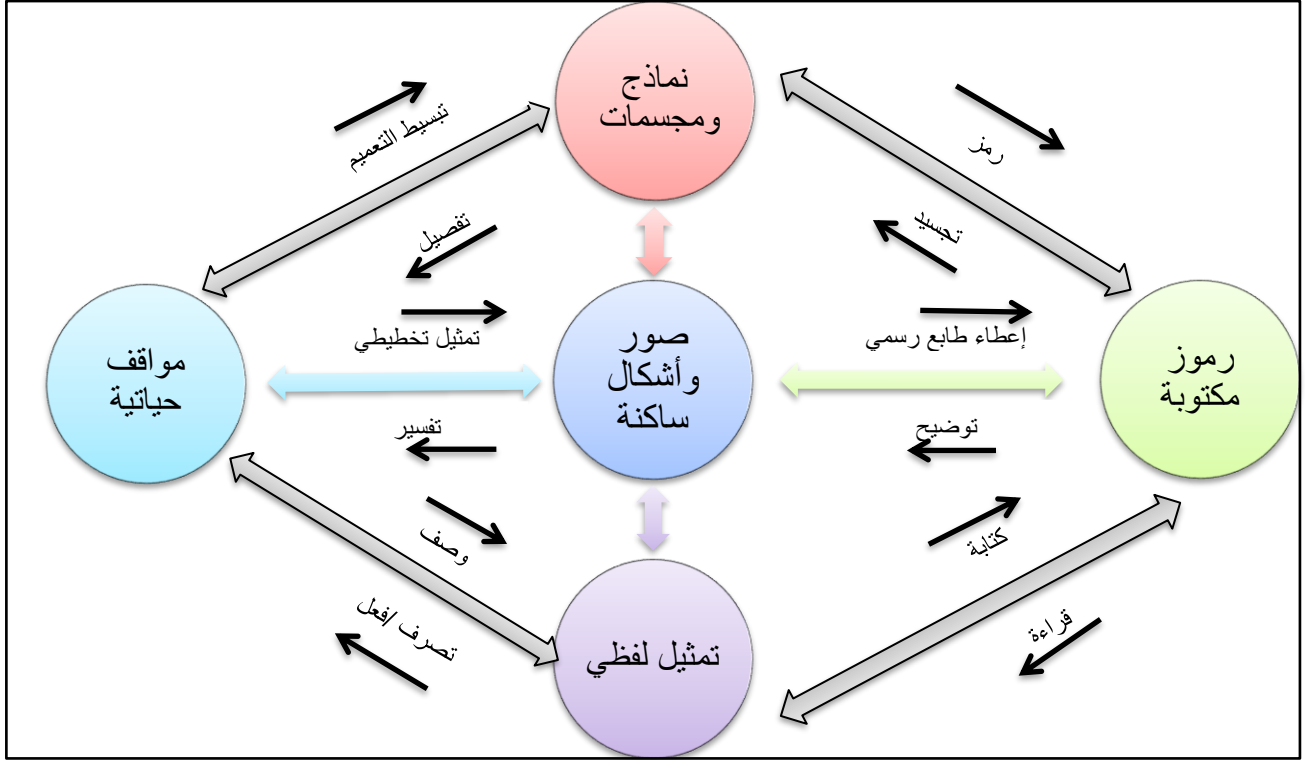 نماذج
ومجسمات
رمز
تبسيط التعميم
تجسيد
تفصيل
إعطاء طابع رسمي
تمثيل تخطيطي
رموز
مكتوبة
صور
وأشكال
ساكنة
مواقف
حياتية
توضيح
تفسير
كتابة
وصف
قراءة
تصرف /فعل
تمثيل لفظي